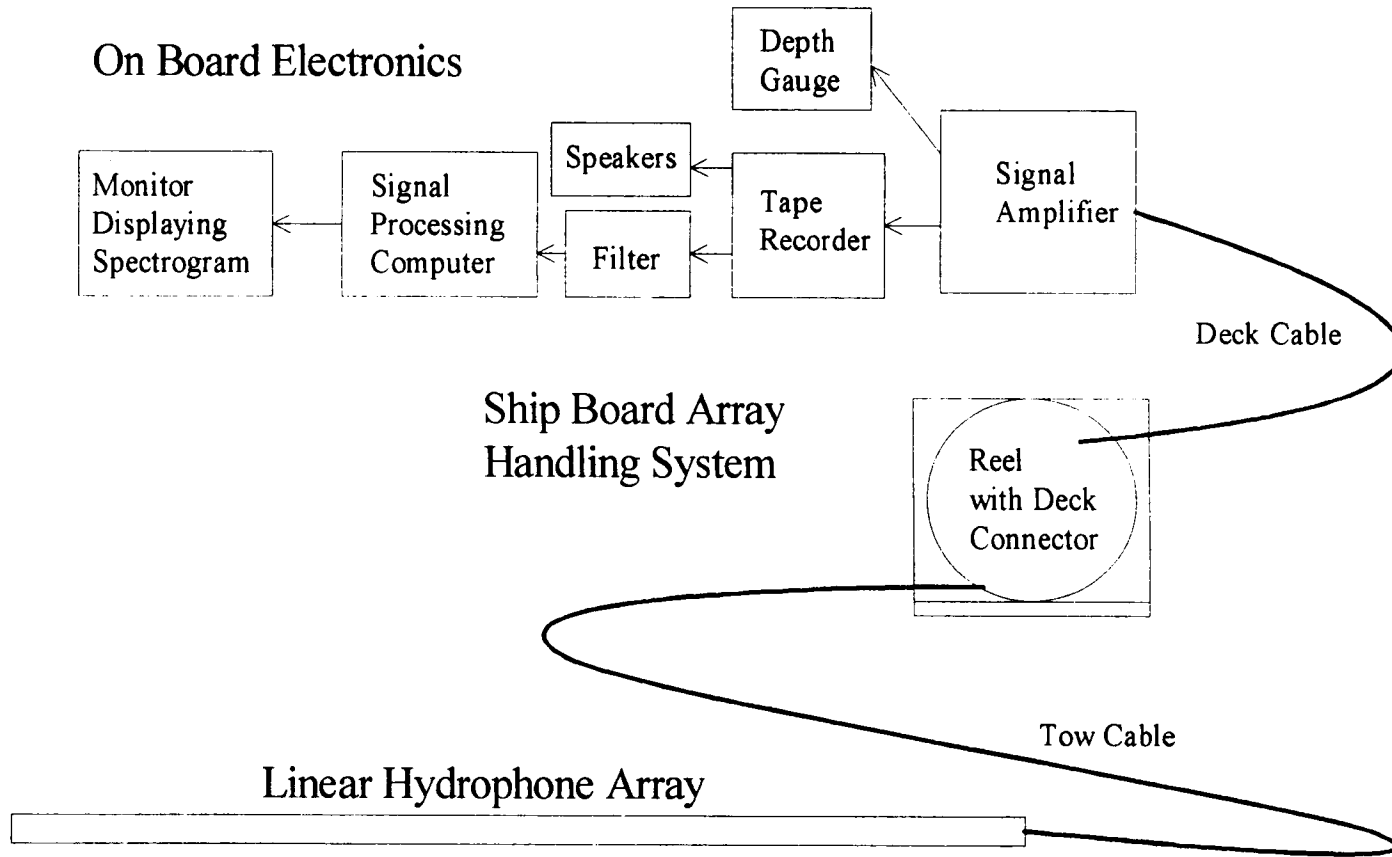 On Board Electronics
Depth
Gauge
Speakers
Monitor
Displaying
Spectrogram
Signal
Processing
Computer
Filter
Tape
Recorder
Signal
Amplifier
Deck Cable
Ship Board Array
Handling System
Reel
with Deck
Connector
Tow Cable
Linear Hydrophone Array